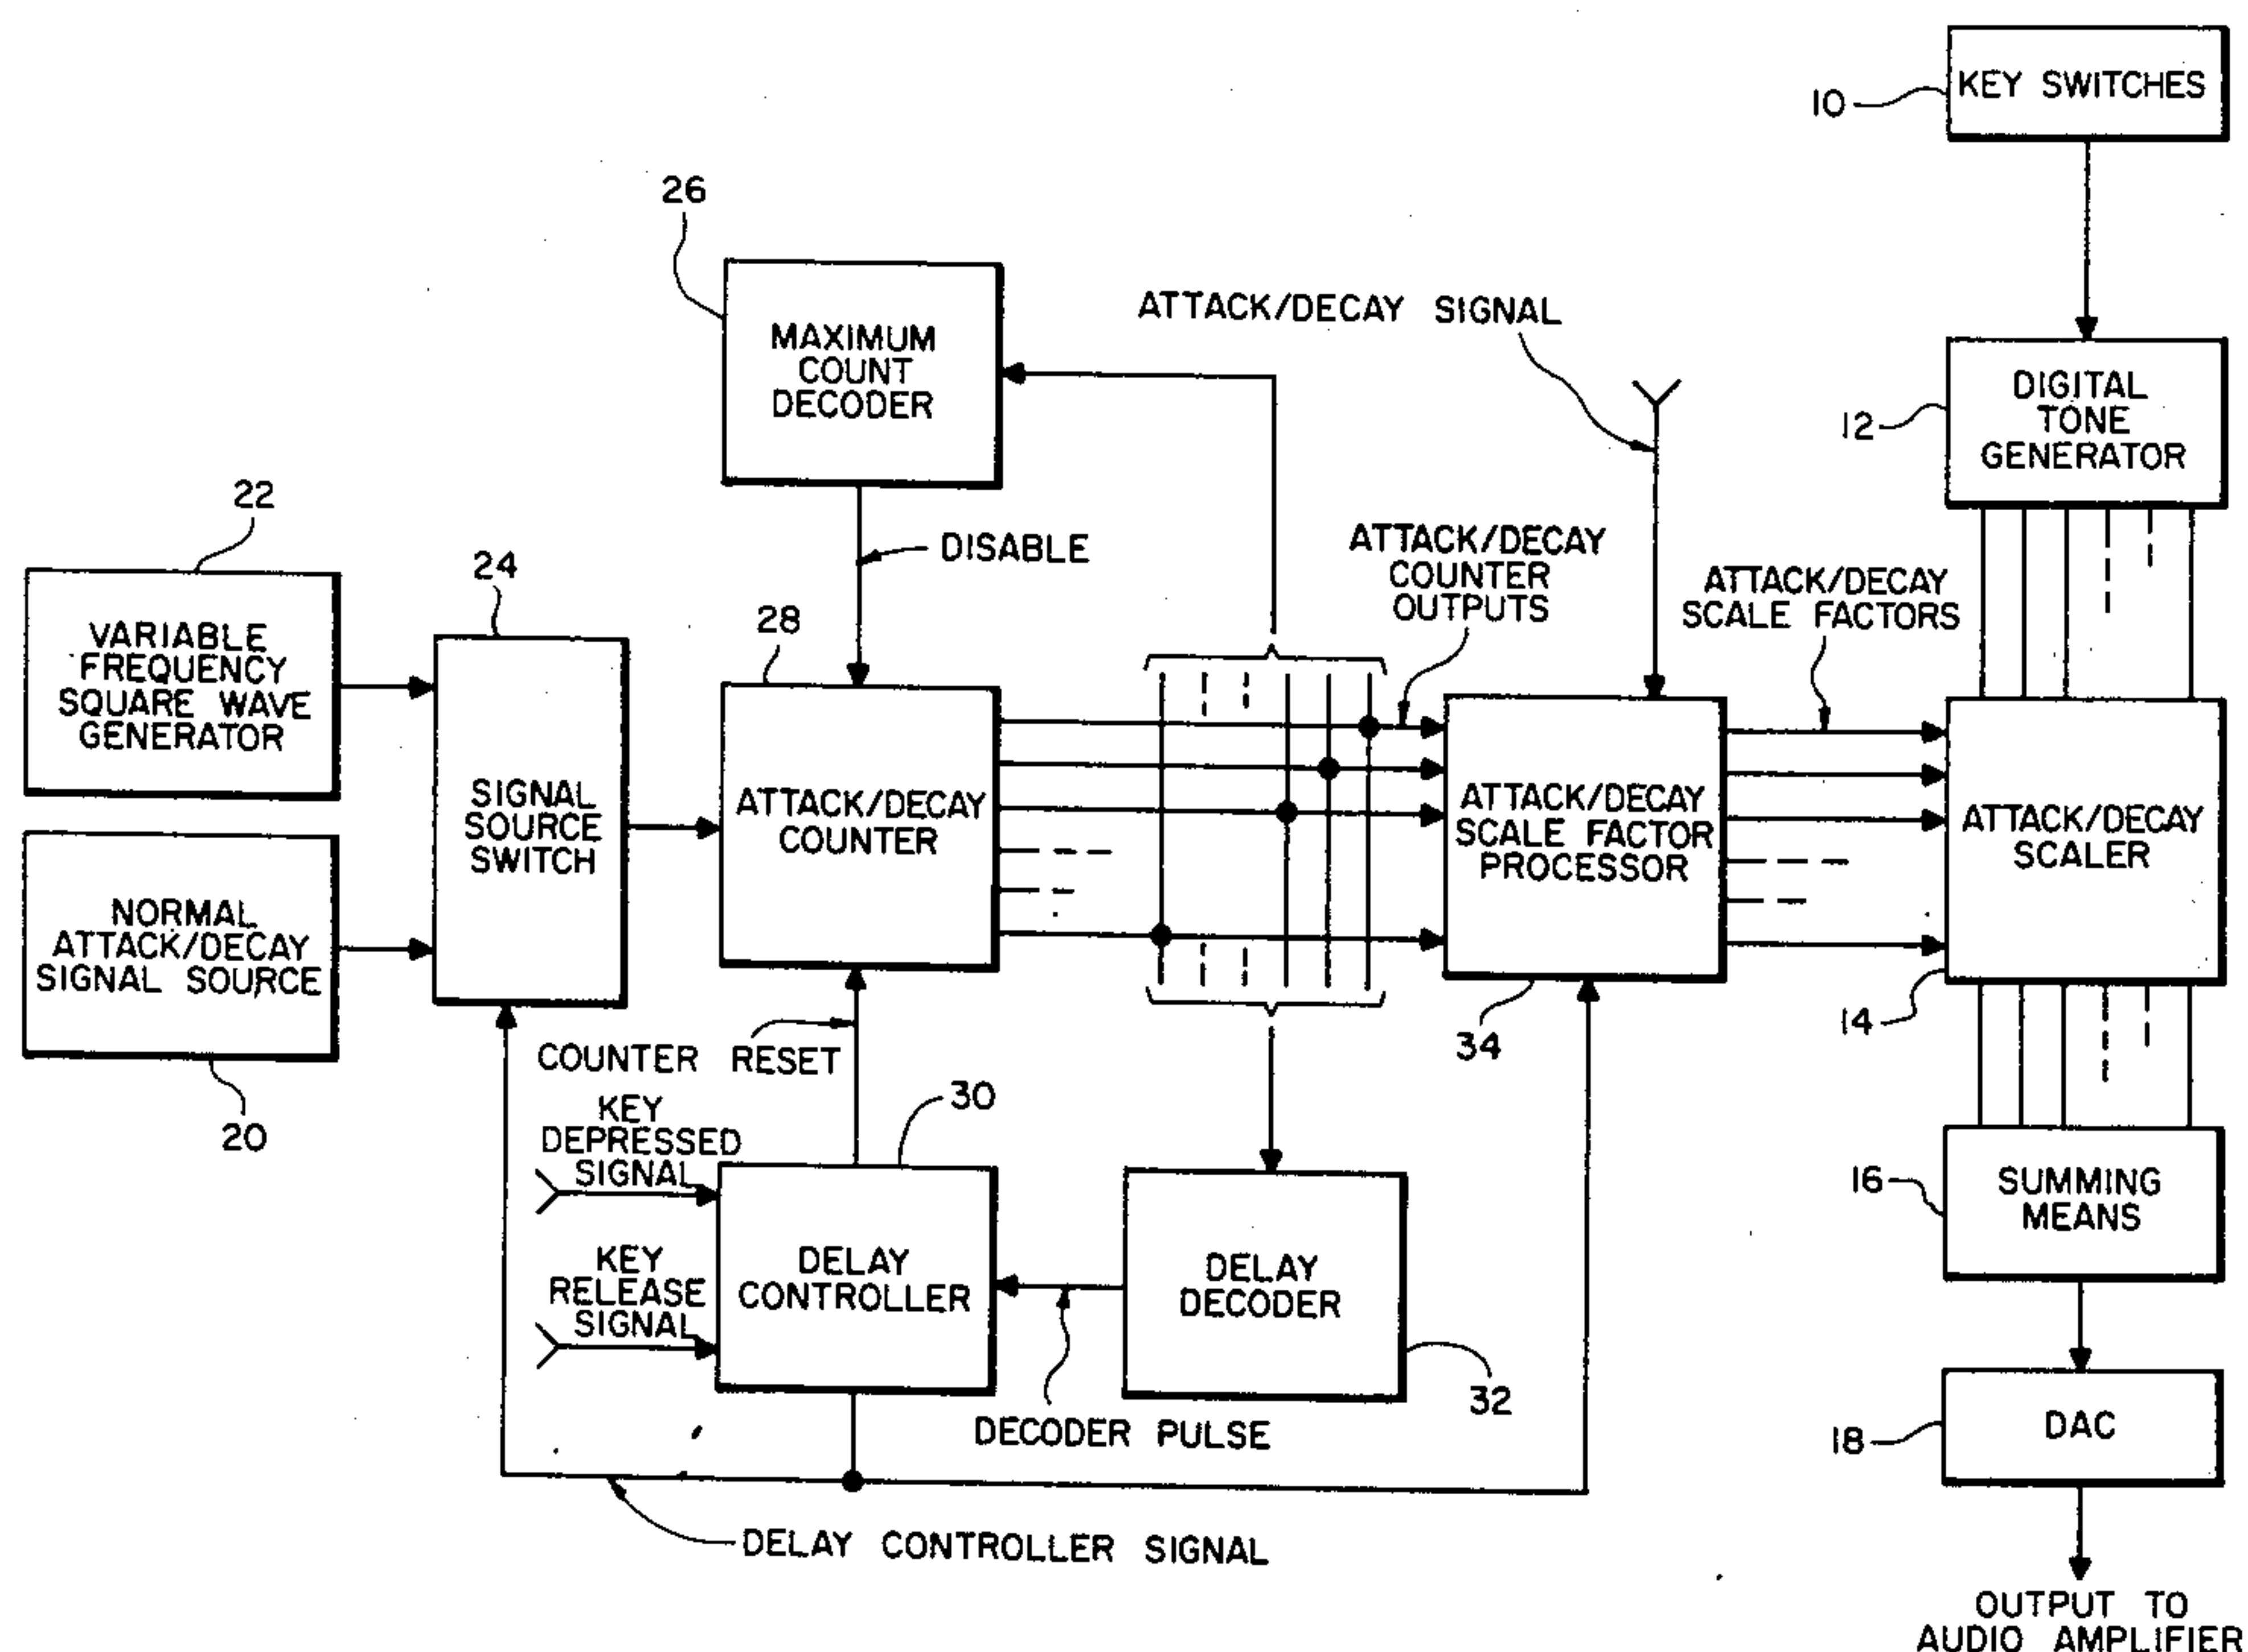 KEY SWITCHES
10
26
MAXIMUM
COUNT
DECODER
ATTACK/DECAY SIGNAL
DIGITAL
TONE
GENERATOR
12
22
VARIABLE
FREQUENCY
SQUARE WAVE
GENERATOR
24
SIGNAL
SOURCE
SWITCH
DISABLE
28
ATTACK/DECAY
COUNTER
ATTACK/DECAY
COUNTER
OUTPUTS
ATTACK/DECAY
SCALE FACTORS
ATTACK/DECAY
SCALE FACTOR
PROCESSOR
34
ATTACK/DECAY
SCALER
14
NORMAL
ATTACK/DECAY
SIGNAL SOURCE
20
COUNTER RESET
KEY
DEPRESSED
SIGNAL
30
KEY
RELEASE
SIGNAL
DELAY
CONTROLLER
DELAY
DECODER
32
DECODER PULSE
DELAY CONTROLLER SIGNAL
16
SUMMING
MEANS
18
DAC
OUTPUT TO
AUDIO AMPLIFIER